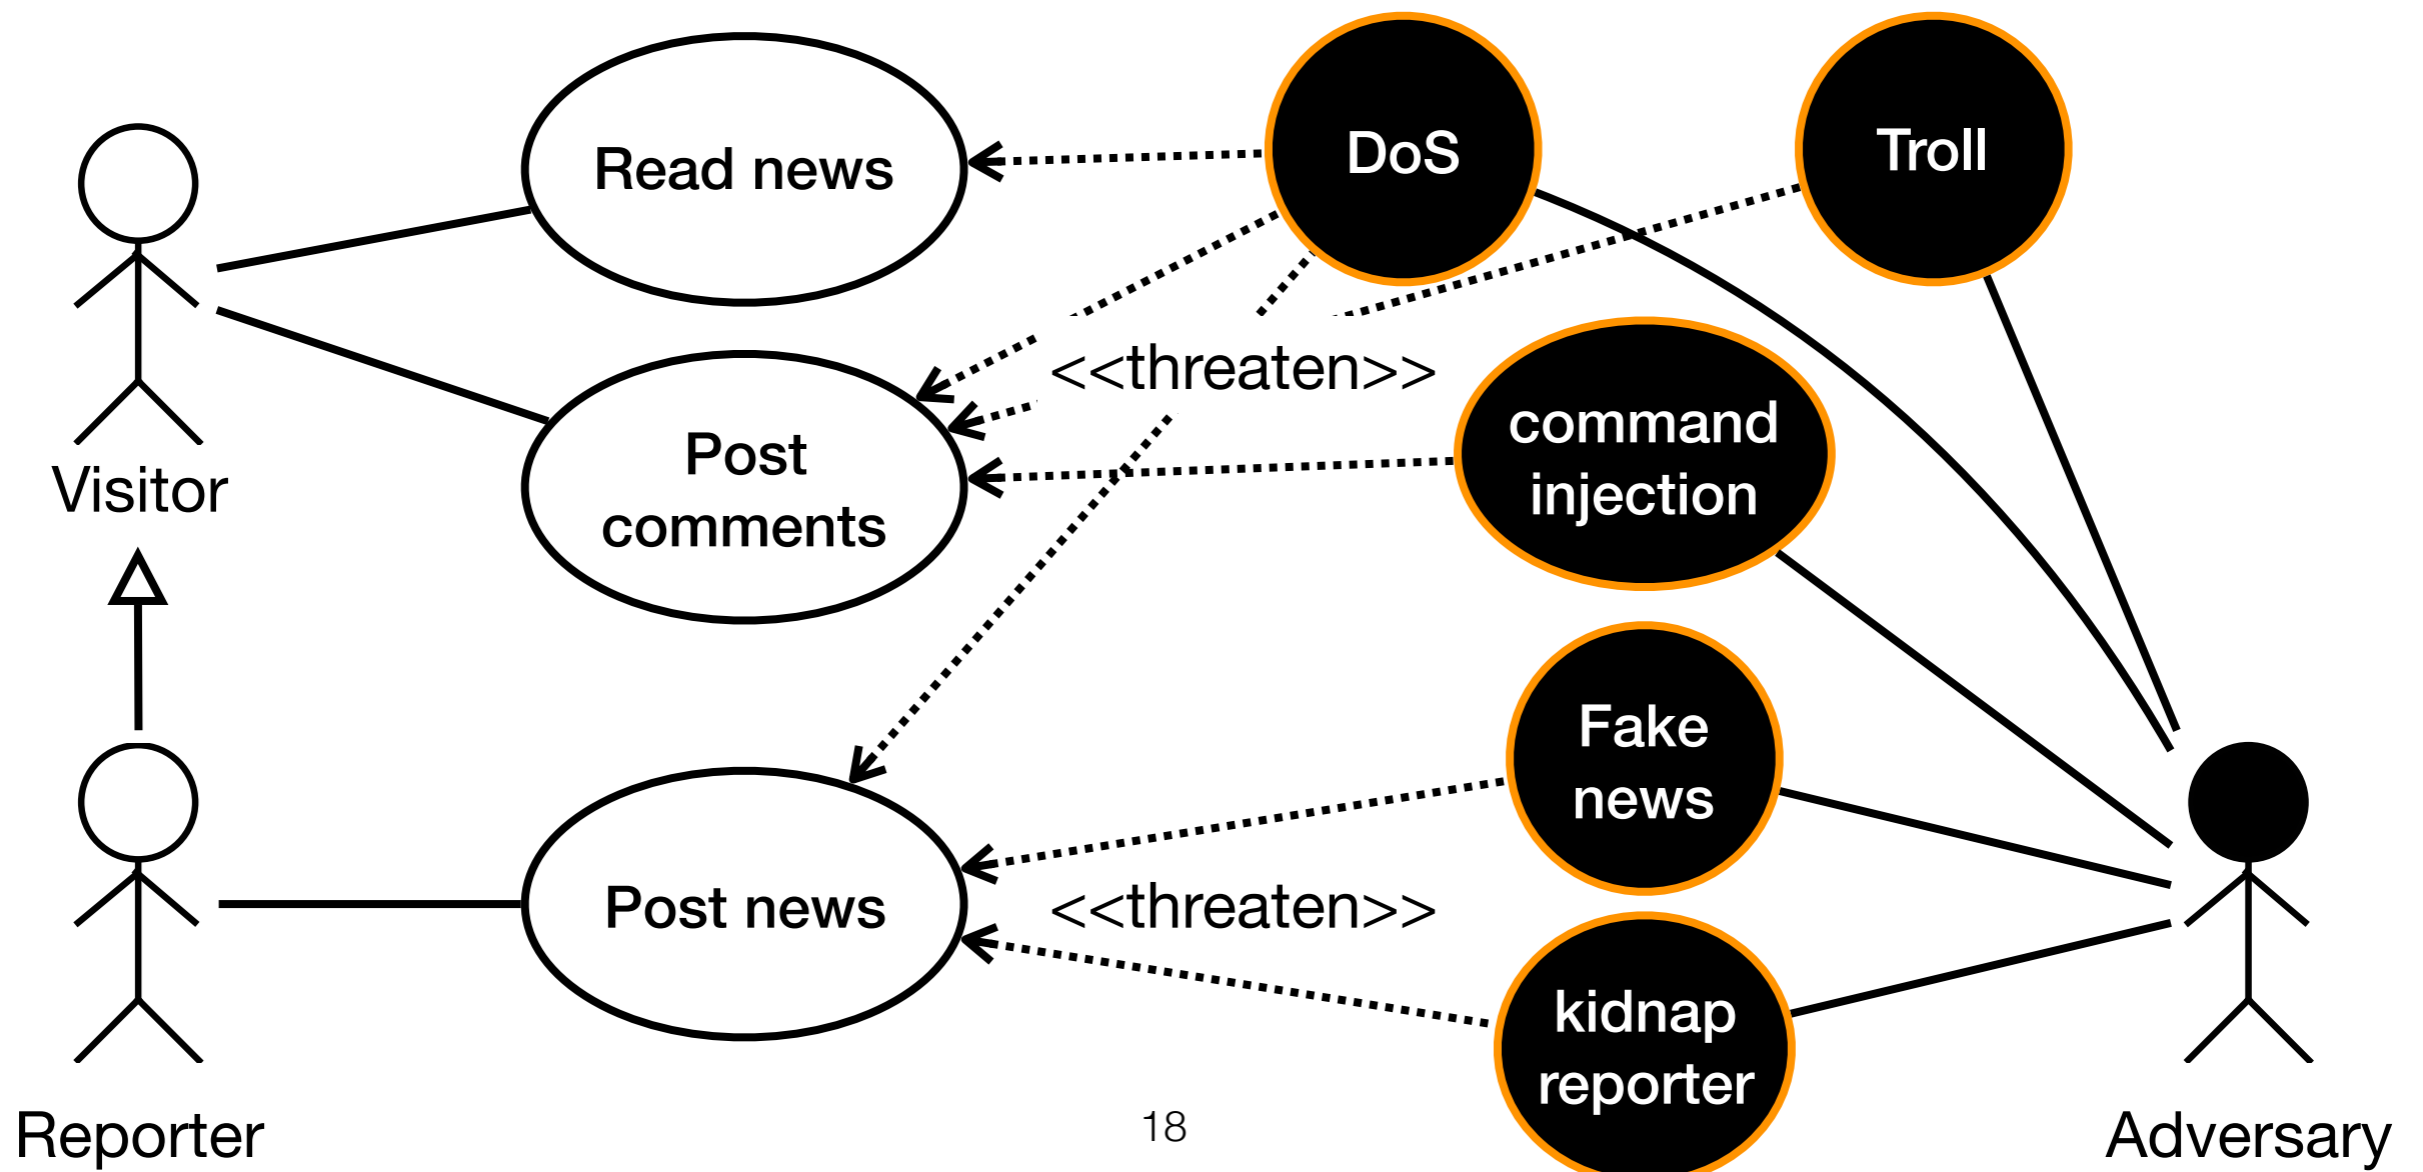 Read news
DoS
Troll
<<threaten>>
command
injection
Post
comments
Visitor
Fake
news
Post news
<<threaten>>
kidnap
reporter
18
Reporter
Adversary